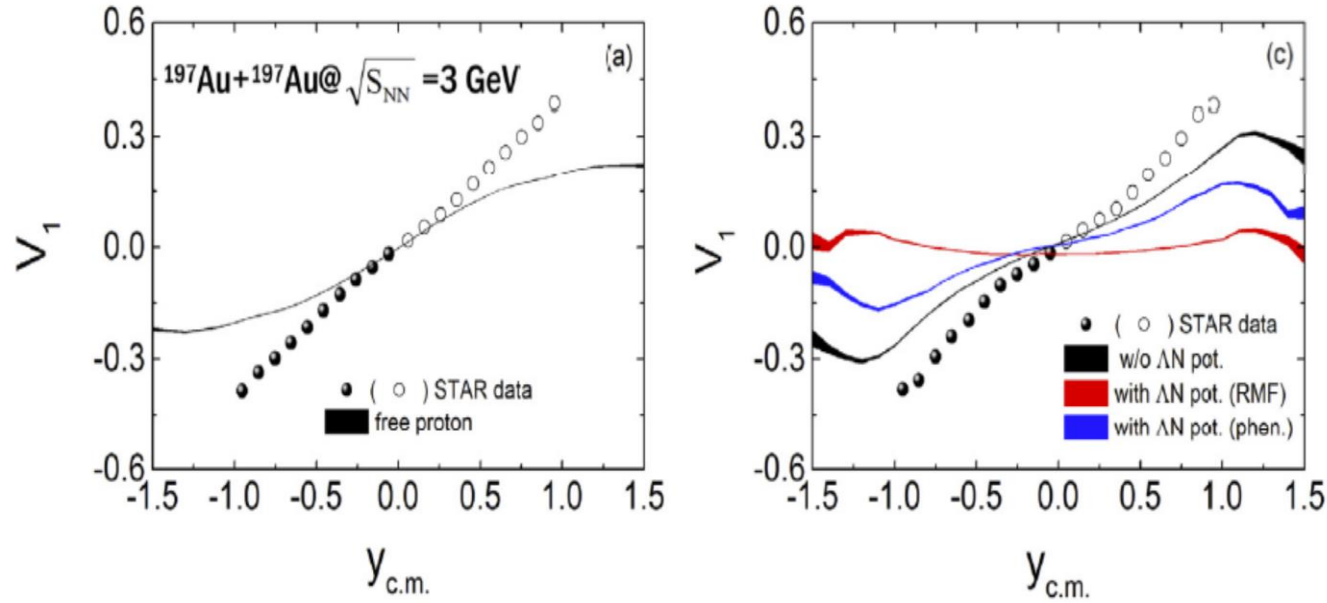 0.6
0.3
0.0
-0.3
-0.6
V1
(a)
¹⁹⁷Au+¹⁹⁷Au@ √S_NN =3 GeV
( ) STAR data
free proton
-1.5 -1.0 -0.5 0.0 0.5 1.0 1.5
y_c.m.
0.6
0.3
0.0
-0.3
-0.6
V1
(c)
( ) STAR data
w/o ΛN pot.
with ΛN pot. (RMF)
with ΛN pot. (phen.)
-1.5 -1.0 -0.5 0.0 0.5 1.0 1.5
y_c.m.